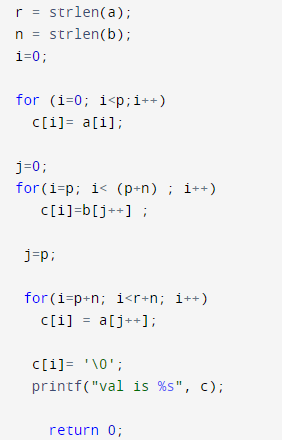 r = strlen(a);
n = strlen(b);
i=0;
for (i=0; i<p;i++)
c[i]= a[i];
j=0;
for(i=p; i< (p+n) ; i++)
c[i]=b[j++] ;
j=p;
for(i=p+n; i<r+n; i++)
c[i] = a[j++];
c[i]= '\0';
printf("val is %s", c);
return 0;